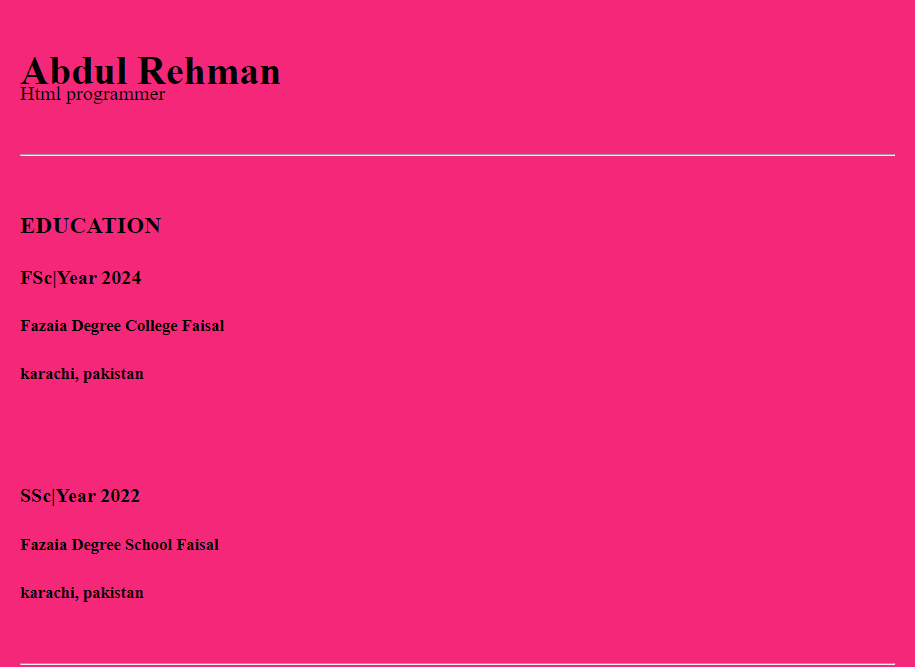 Abdul Rehman
Html programmer
EDUCATION
FSc|Year 2024
Fazaia Degree College Faisal
karachi, pakistan
SSc|Year 2022
Fazaia Degree School Faisal
karachi, pakistan